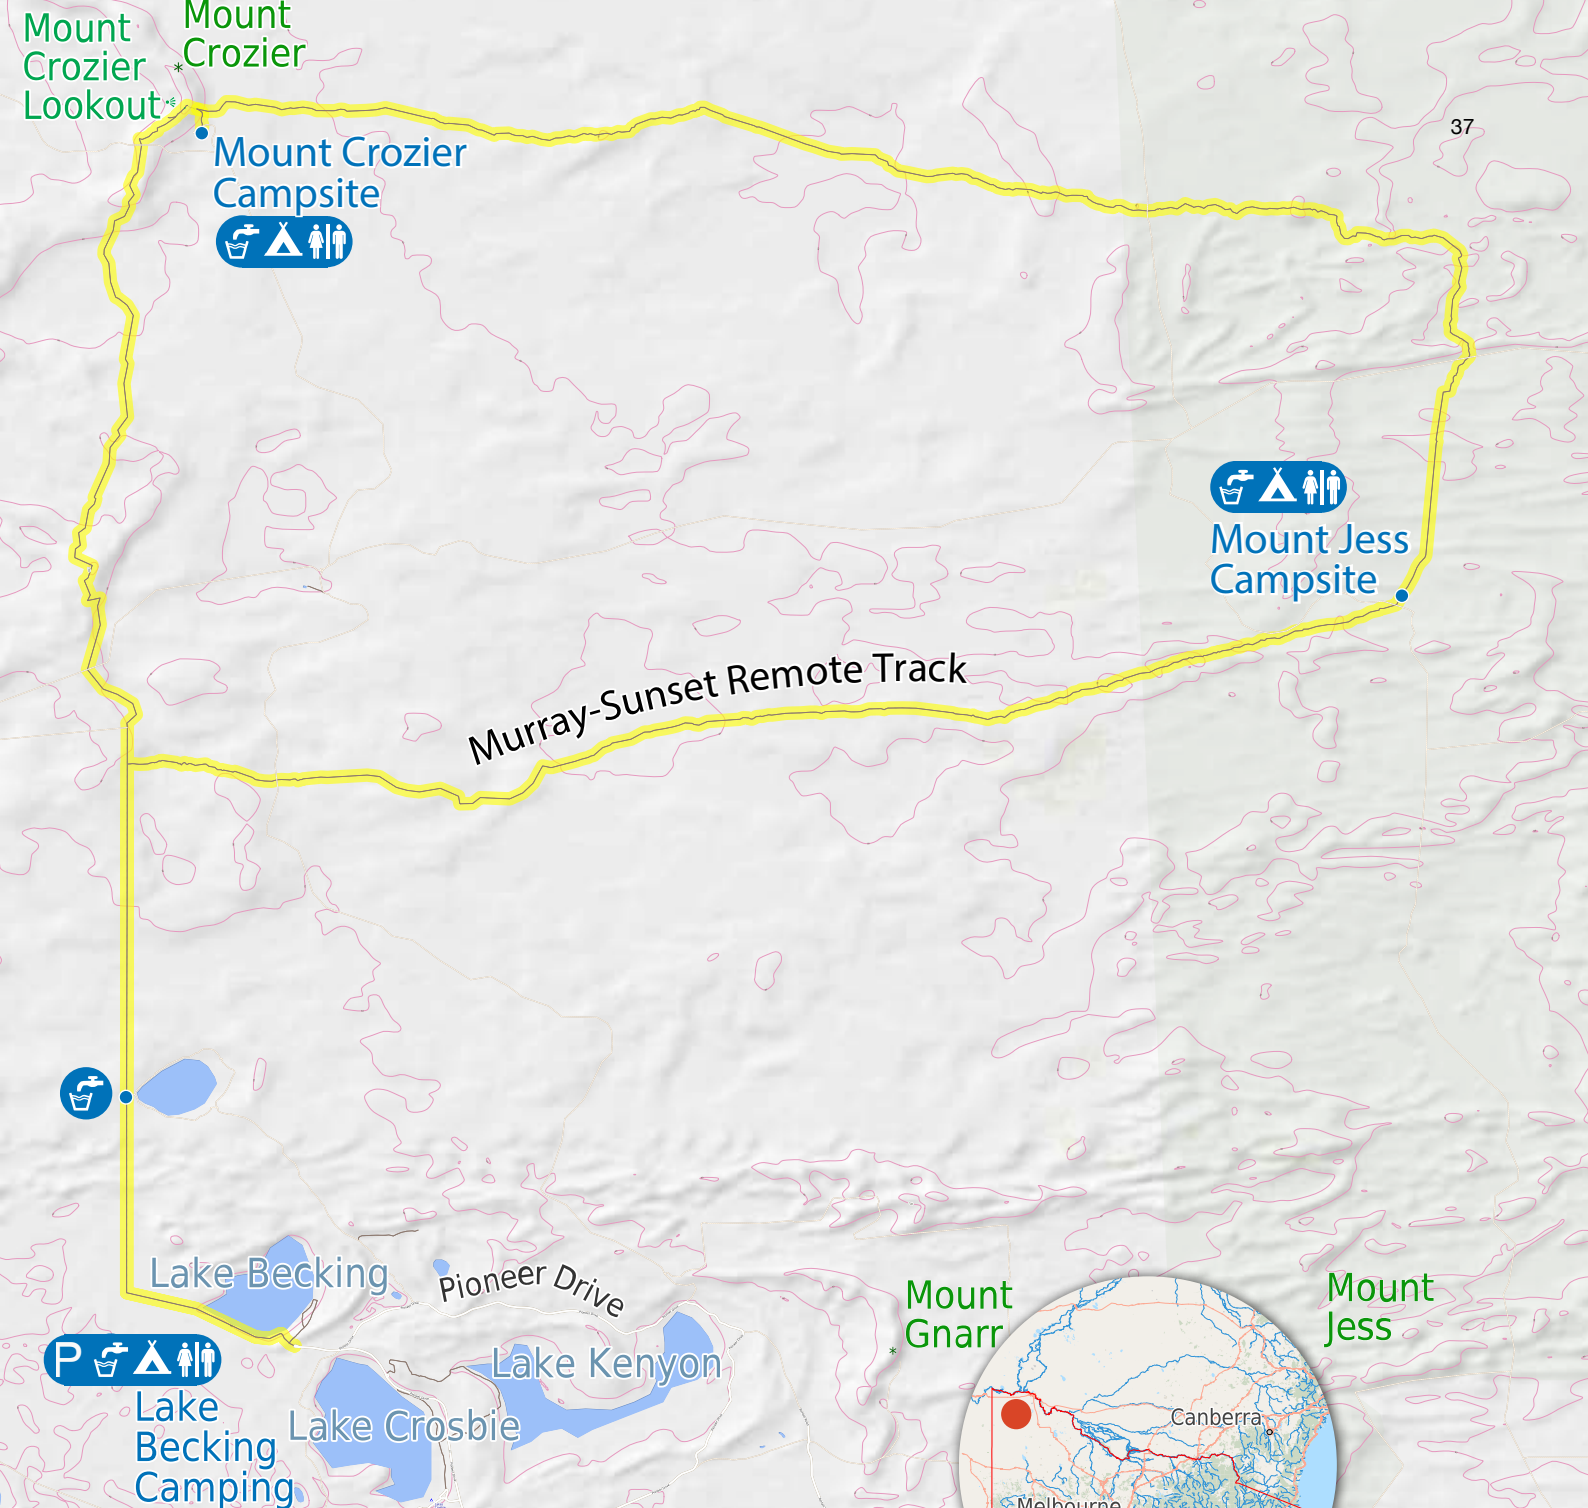 Mount
Crozier
Mount
Crozier
Lookout
37
Mount Crozier
Campsite
Mount Jess
Campsite
Murray-Sunset Remote Track
Lake Becking
Pioneer Drive
Mount
Gnarr
Mount
Jess
P
Lake Kenyon
Lake
Becking
Camping
Lake Crosbie
Canberra
Melbourne